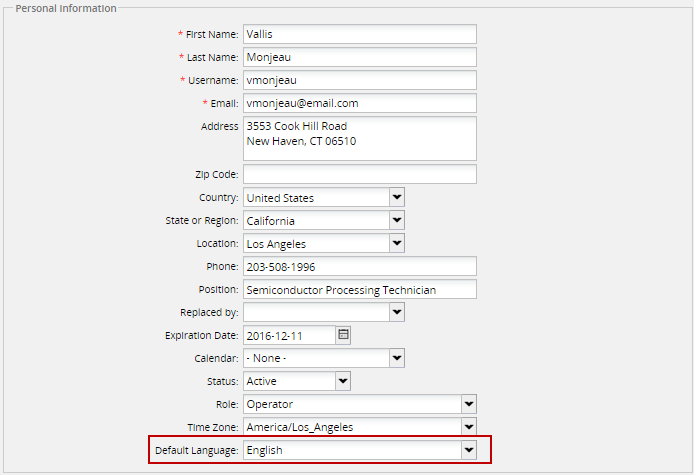 Personal Information
* First Name: Vallis
* Last Name: Monjeau
* Username: vmonjeau
* Email: vmonjeau@email.com
Address 3553 Cook Hill Road
New Haven, CT 06510
Zip Code:
Country: United States
State or Region: California
Location: Los Angeles
Phone: 203-508-1996
Position: Semiconductor Processing Technician
Replaced by:
Expiration Date: 2016-12-11
Calendar: - None -
Status: Active
Role: Operator
Time Zone: America/Los_Angeles
Default Language: English